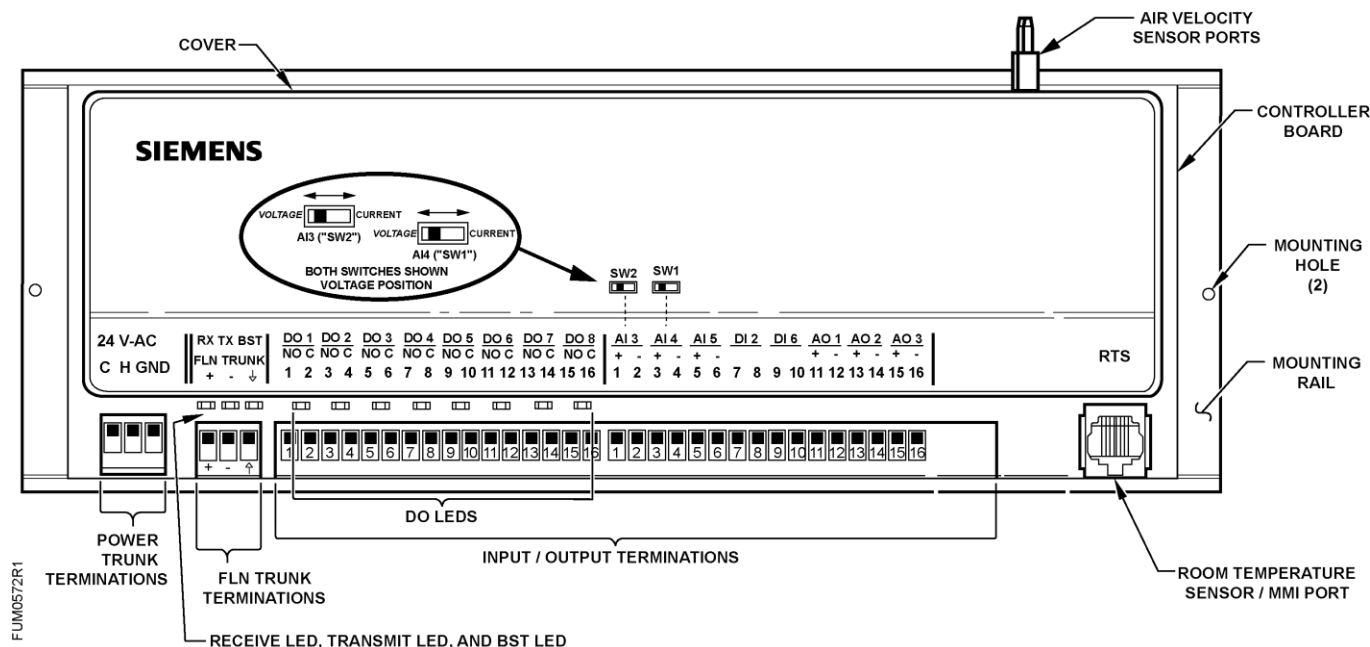 AIR VELOCITY
SENSOR PORTS
COVER
CONTROLLER
BOARD
SIEMENS
VOLTAGE CURRENT
AI3 ("SW2")
VOLTAGE CURRENT
AI4 ("SW1")
BOTH SWITCHES SHOWN
VOLTAGE POSITION
MOUNTING
HOLE
(2)
SW2 SW1
24 V-AC
C H GND
RX TX BST
FLN TRUNK
+ - ↓
DO 1 DO 2 DO 3 DO 4 DO 5 DO 6 DO 7 DO 8
NO C NO C NO C NO C NO C NO C NO C NO C
1 2 3 4 5 6 7 8 9 10 11 12 13 14 15 16
AI 3 AI 4 AI 5 DI 2 DI 6 AO 1 AO 2 AO 3
+ - + - + - + - + - + -
1 2 3 4 5 6 7 8 9 10 11 12 13 14 15 16
RTS
MOUNTING
RAIL
+ - ↑
1 2 3 4 5 6 7 8 9 10 11 12 13 14 15 16
1 2 3 4 5 6 7 8 9 10 11 12 13 14 15 16
DO LEDS
POWER
TRUNK
TERMINATIONS
FLN TRUNK
TERMINATIONS
INPUT / OUTPUT TERMINATIONS
ROOM TEMPERATURE
SENSOR / MMI PORT
RECEIVE LED, TRANSMIT LED, AND BST LED
FUM0572R1